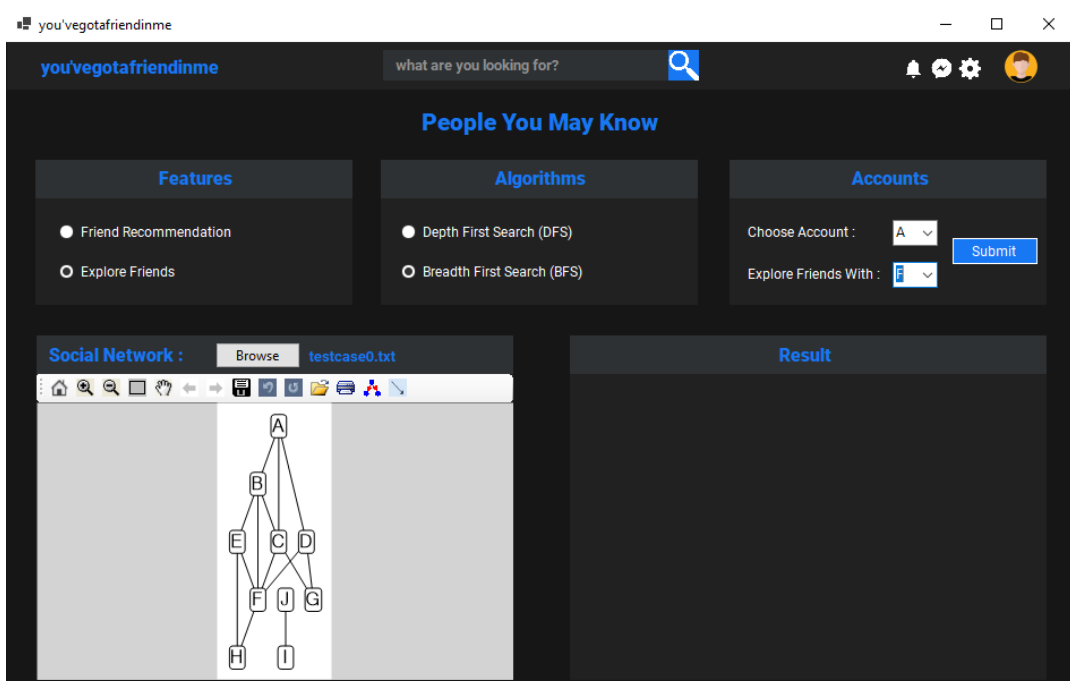 you'vegotafriendinme
you'vegotafriendinme what are you looking for?
People You May Know
Features Algorithms Accounts
Friend Recommendation Depth First Search (DFS) Choose Account : A
Submit
Explore Friends Breadth First Search (BFS) Explore Friends With : F
Social Network : Browse testcase0.txt Result
A
B
E C D
F J G
H I